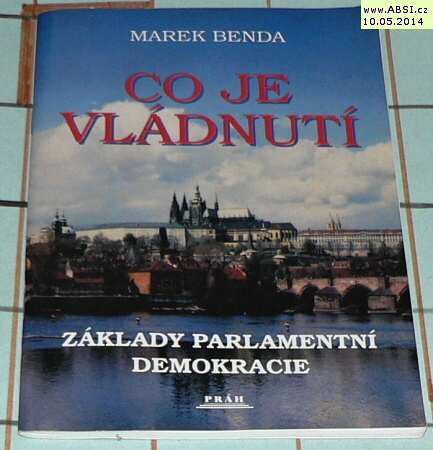 www.ABSI.cz
10.05.2014
MAREK BENDA
CO JE
VLÁDNUTÍ
ZÁKLADY PARLAMENTNÍ
DEMOKRACIE
PRÁH